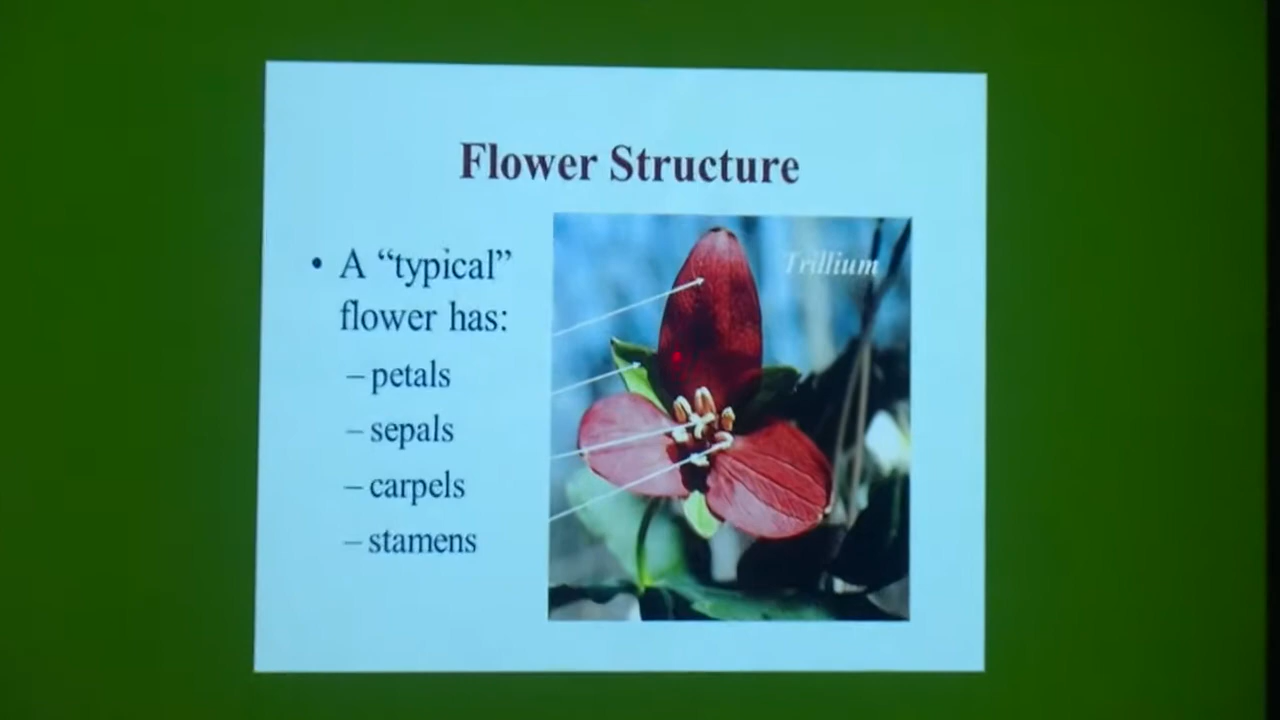 Flower Structure
• A “typical”
flower has:
– petals
– sepals
– carpels
– stamens
Trillium